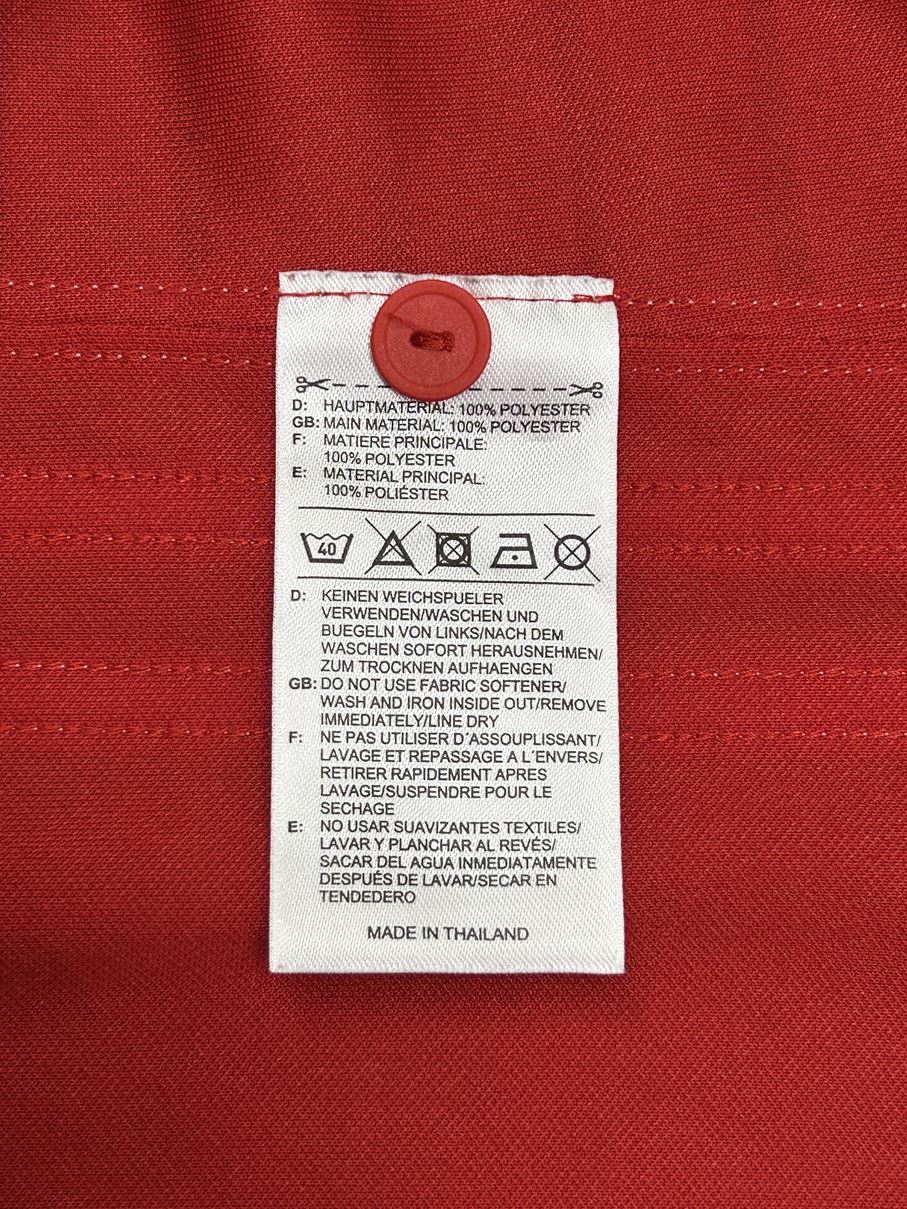 D: HAUPTMATERIAL: 100% POLYESTER
GB: MAIN MATERIAL: 100% POLYESTER
F: MATIERE PRINCIPALE:
100% POLYESTER
E: MATERIAL PRINCIPAL:
100% POLIÉSTER
40
D: KEINEN WEICHSPUELER
VERWENDEN/WASCHEN UND
BUEGELN VON LINKS/NACH DEM
WASCHEN SOFORT HERAUSNEHMEN/
ZUM TROCKNEN AUFHAENGEN
GB: DO NOT USE FABRIC SOFTENER/
WASH AND IRON INSIDE OUT/REMOVE
IMMEDIATELY/LINE DRY
F: NE PAS UTILISER D´ASSOUPLISSANT/
LAVAGE ET REPASSAGE A L´ENVERS/
RETIRER RAPIDEMENT APRES
LAVAGE/SUSPENDRE POUR LE
SECHAGE
E: NO USAR SUAVIZANTES TEXTILES/
LAVAR Y PLANCHAR AL REVÉS/
SACAR DEL AGUA INMEDIATAMENTE
DESPUÉS DE LAVAR/SECAR EN
TENDEDERO
MADE IN THAILAND